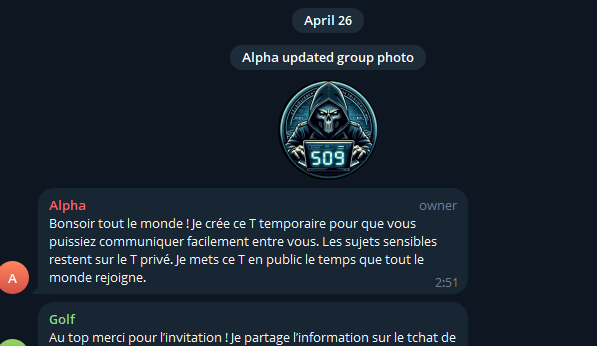 April 26
Alpha updated group photo
509
Alpha owner
Bonsoir tout le monde ! Je crée ce T temporaire pour que vous
puissiez communiquer facilement entre vous. Les sujets sensibles
restent sur le T privé. Je mets ce T en public le temps que tout le
monde rejoigne.
2:51
A
Golf
Au top merci pour l’invitation ! Je partage l’information sur le tchat de